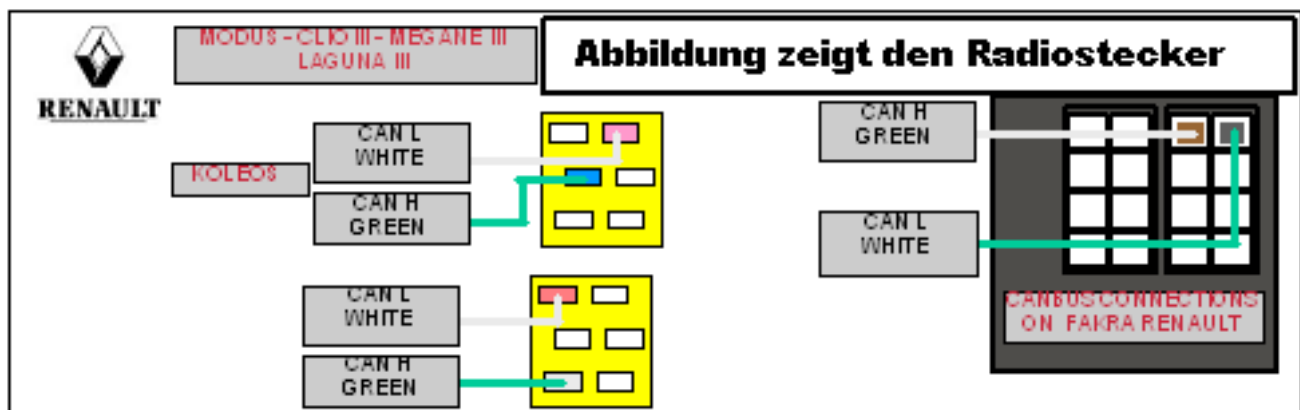 MODUS - CLIO III - MEGANE III
LAGUNA III
Abbildung zeigt den Radiostecker
RENAULT
CAN L
WHITE
KOLEOS
CAN H
GREEN
CAN H
GREEN
CAN L
WHITE
CAN L
WHITE
CAN H
GREEN
CANBUS CONNECTIONS
ON FAKRA RENAULT